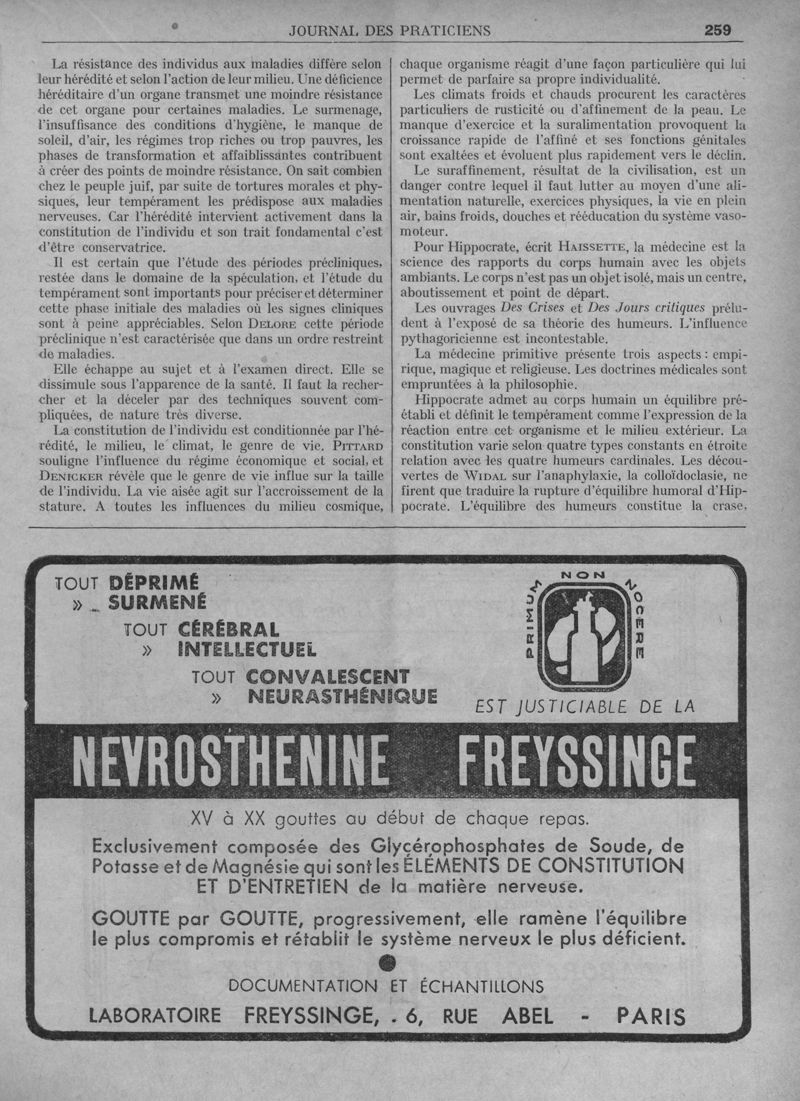 JOURNAL DES PRATICIENS 259
La résistance des individus aux maladies diffère selon
leur hérédité et selon l'action de leur milieu. Une déficience
héréditaire d'un organe transmet une moindre résistance
de cet organe pour certaines maladies. Le surmenage,
l'insuffisance des conditions d'hygiène, le manque de
soleil, d'air, les régimes trop riches ou trop pauvres, les
phases de transformation et affaiblissantes contribuent
à créer des points de moindre résistance. On sait combien
chez le peuple juif, par suite de tortures morales et phy-
siques, leur tempérament les prédispose aux maladies
nerveuses. Car l'hérédité intervient activement dans la
constitution de l'individu et son trait fondamental c'est
d'être conservatrice.
Il est certain que l'étude des périodes précliniques,
restée dans le domaine de la spéculation, et l'étude du
tempérament sont importants pour préciser et déterminer
cette phase initiale des maladies où les signes cliniques
sont à peine appréciables. Selon DELORE cette période
préclinique n'est caractérisée que dans un ordre restreint
de maladies.
Elle échappe au sujet et à l'examen direct. Elle se
dissimule sous l'apparence de la santé. Il faut la recher-
cher et la déceler par des techniques souvent com-
pliquées, de nature très diverse.
La constitution de l'individu est conditionnée par l'hé-
rédité, le milieu, le climat, le genre de vie. PITTARD
souligne l'influence du régime économique et social, et
DENICKER révèle que le genre de vie influe sur la taille
de l'individu. La vie aisée agit sur l'accroissement de la
stature. A toutes les influences du milieu cosmique,
chaque organisme réagit d'une façon particulière qui lui
permet de parfaire sa propre individualité.
Les climats froids et chauds procurent les caractères
particuliers de rusticité ou d'affinement de la peau. Le
manque d'exercice et la suralimentation provoquent la
croissance rapide de l'affiné et ses fonctions génitales
sont exaltées et évoluent plus rapidement vers le déclin.
Le suraffinement, résultat de la civilisation, est un
danger contre lequel il faut lutter au moyen d'une ali-
mentation naturelle, exercices physiques, la vie en plein
air, bains froids, douches et rééducation du système vaso-
moteur.
Pour Hippocrate, écrit HAISSETTE, la médecine est la
science des rapports du corps humain avec les objets
ambiants. Le corps n'est pas un objet isolé, mais un centre,
aboutissement et point de départ.
Les ouvrages Des Crises et Des Jours critiques prélu-
dent à l'exposé de sa théorie des humeurs. L'influence
pythagoricienne est incontestable.
La médecine primitive présente trois aspects : empi-
rique, magique et religieuse. Les doctrines médicales sont
empruntées à la philosophie.
Hippocrate admet au corps humain un équilibre pré-
établi et définit le tempérament comme l'expression de la
réaction entre cet organisme et le milieu extérieur. La
constitution varie selon quatre types constants en étroite
relation avec les quatre humeurs cardinales. Les décou-
vertes de WIDAL sur l'anaphylaxie, la colloïdoclasie, ne
firent que traduire la rupture d'équilibre humoral d'Hip-
pocrate. L'équilibre des humeurs constitue la crase,
TOUT DÉPRIMÉ
» SURMENÉ
TOUT CÉRÉBRAL
» INTELLECTUEL
TOUT CONVALESCENT
» NEURASTHÉNIQUE
PRIMUM NON NOCERE
EST JUSTICIABLE DE LA
NEVROSTHENINE FREYSSINGE
XV à XX gouttes au début de chaque repas.
Exclusivement composée des Glycérophosphates de Soude, de
Potasse et de Magnésie qui sont les ÉLÉMENTS DE CONSTITUTION
ET D'ENTRETIEN de la matière nerveuse.
GOUTTE par GOUTTE, progressivement, elle ramène l'équilibre
le plus compromis et rétablit le système nerveux le plus déficient.
DOCUMENTATION ET ÉCHANTILLONS
LABORATOIRE FREYSSINGE, . 6, RUE ABEL - PARIS